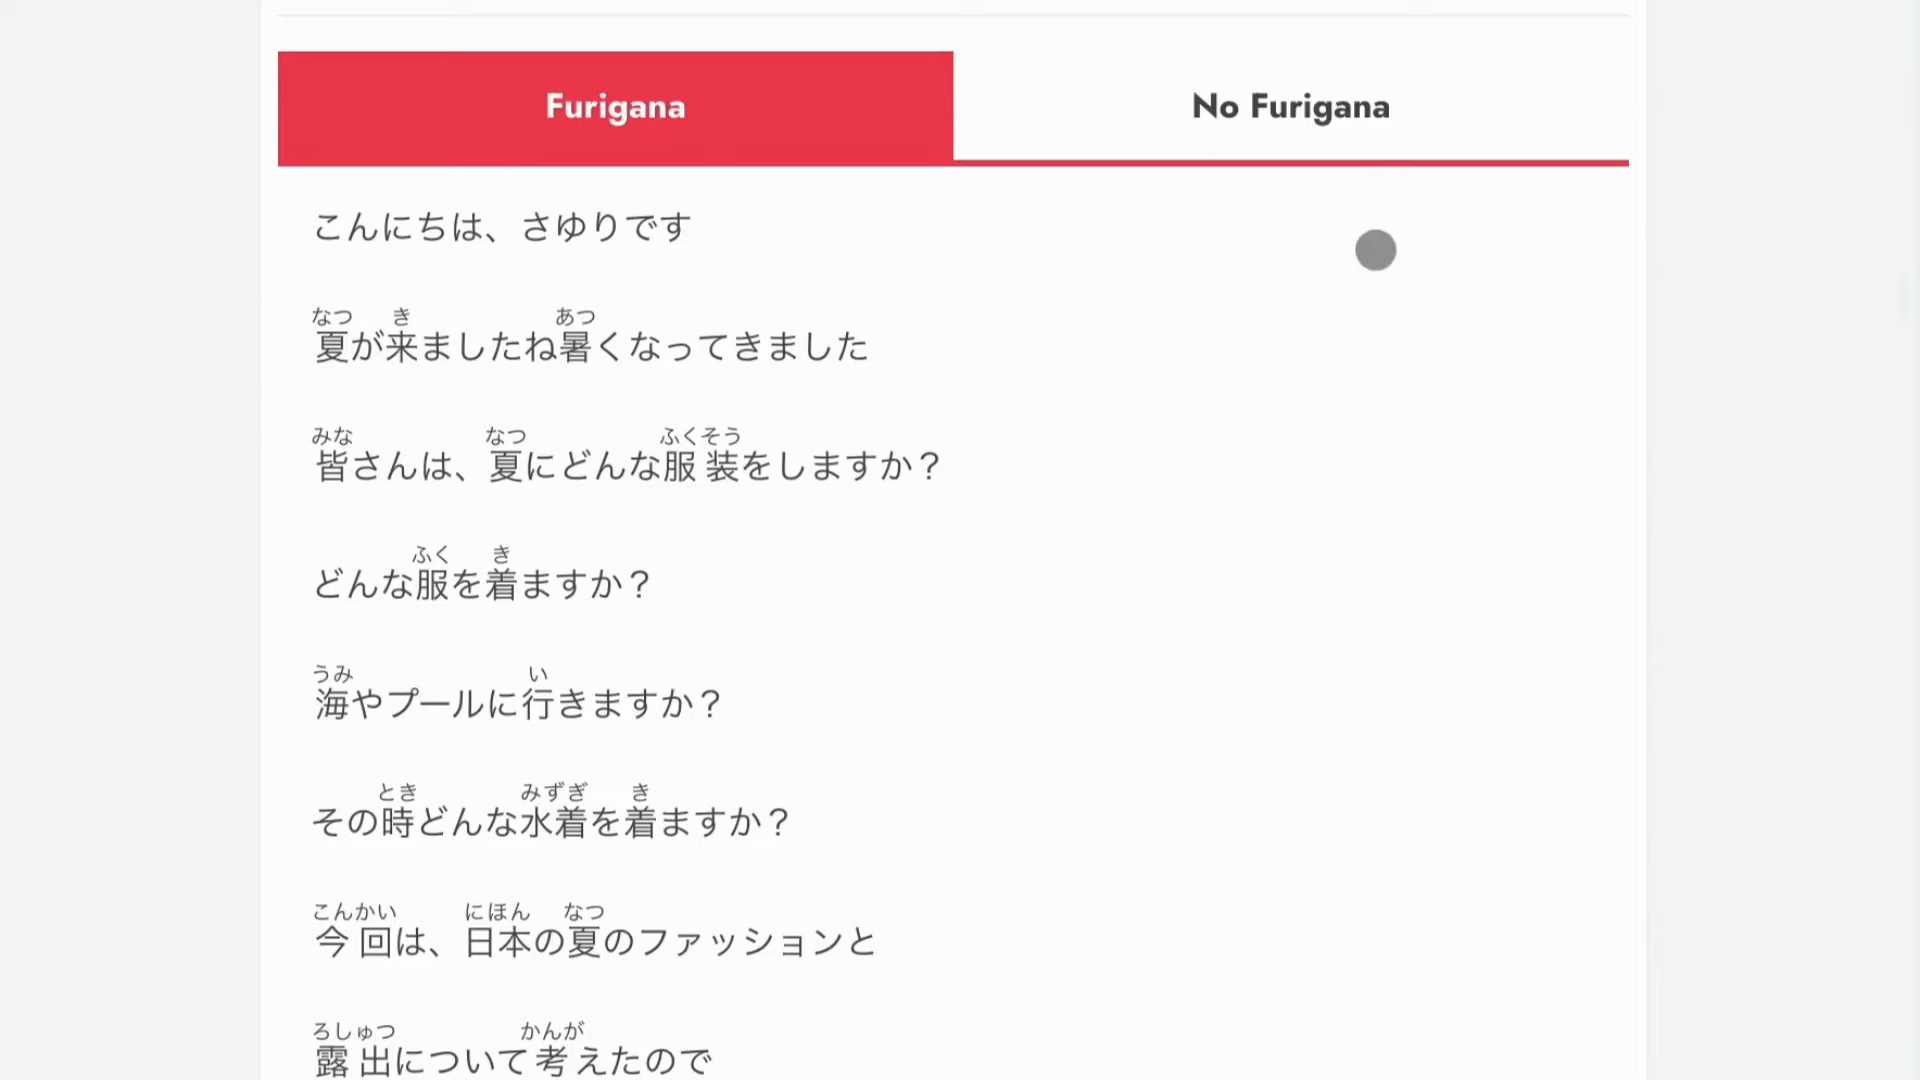 Furigana
No Furigana
こんにちは、さゆりです
なつ き あつ
夏が来ましたね暑くなってきました
みな なつ ふくそう
皆さんは、夏にどんな服装をしますか？
ふく き
どんな服を着ますか？
うみ い
海やプールに行きますか？
とき みずぎ き
その時どんな水着を着ますか？
こんかい にほん なつ
今回は、日本の夏のファッションと
ろしゅつ かんが
露出について考えたので